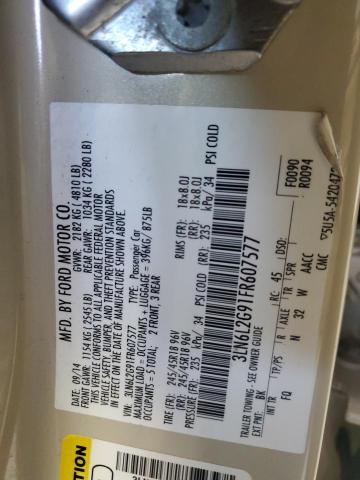 MFD. BY FORD MOTOR CO.
DATE: 09/14 GVWR: 2182 KG ( 4810 LB)
FRONT GAWR: 1154 KG ( 2545 LB) REAR GAWR: 1034 KG ( 2280 LB)
THIS VEHICLE CONFORMS TO ALL APPLICABLE FEDERAL MOTOR
VEHICLE SAFETY, BUMPER, AND THEFT PREVENTION STANDARDS
IN EFFECT ON THE DATE OF MANUFACTURE SHOWN ABOVE.
VIN: 3LN6L2G91FR607577 TYPE: Passenger Car
MAXIMUM LOAD = OCCUPANTS + LUGGAGE = 396KG/ 875LB
OCCUPANTS = 5 TOTAL: 2 FRONT, 3 REAR
TIRE (FR): 245/45R18 96V RIMS (FR): 18x8.0J
(RR): 245/45R18 96V (RR): 18x8.0J
PRESSURE (FR): 235 kPa/ 34 PSI COLD (RR): 235 kPa/ 34 PSI COLD
3LN6L2G91FR607577
TRAILER TOWING - SEE OWNER GUIDE
F0090
R0094
EXT PNT: BK RC: 45 DSO:
INT TR TP/PS R AXLE TR SPR
FQ N 32 W AACC
CMC